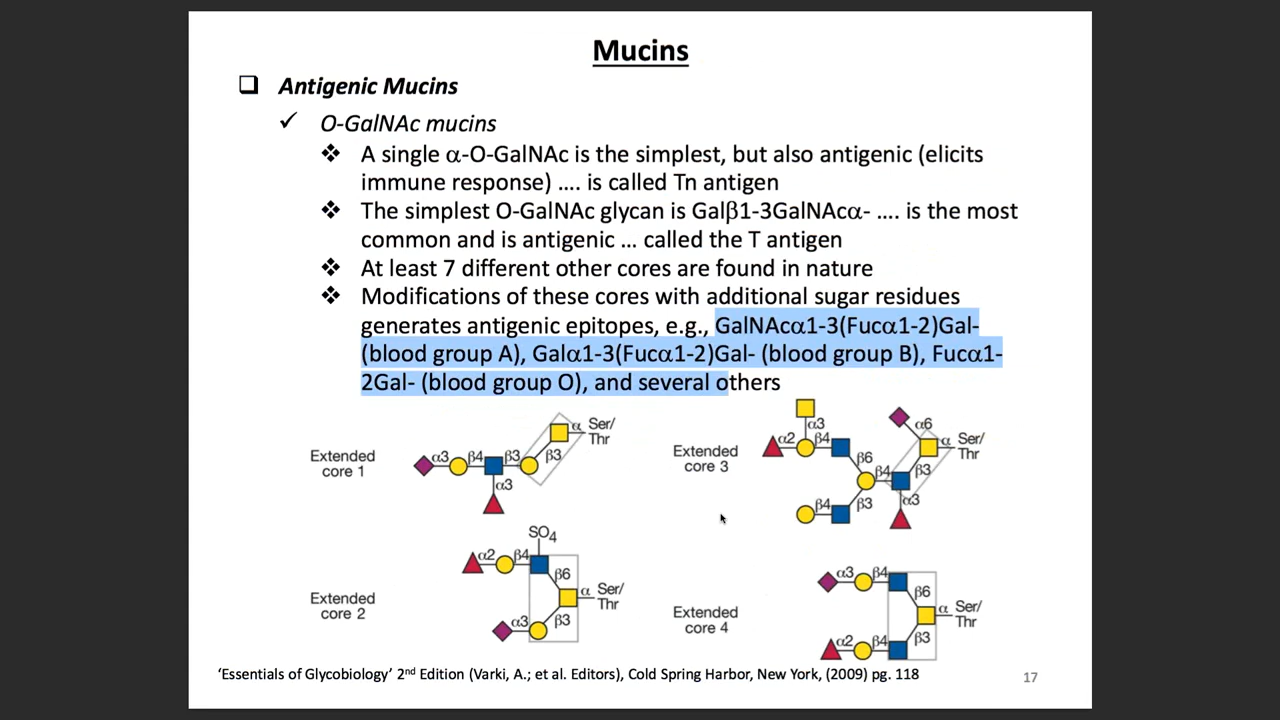 Mucins
❑ Antigenic Mucins
✓ O-GalNAc mucins
❖ A single α-O-GalNAc is the simplest, but also antigenic (elicits
immune response) .... is called Tn antigen
❖ The simplest O-GalNAc glycan is Galβ1-3GalNAcα- .... is the most
common and is antigenic ... called the T antigen
❖ At least 7 different other cores are found in nature
❖ Modifications of these cores with additional sugar residues
generates antigenic epitopes, e.g., GalNAcα1-3(Fucα1-2)Gal-
(blood group A), Galα1-3(Fucα1-2)Gal- (blood group B), Fucα1-
2Gal- (blood group O), and several others
Extended
core 1
α3 β4 β3 β3 α Ser/
Thr
α3
Extended
core 3
α3 α6
α2 β4 β6 β4 β3 α Ser/
Thr
β4 β3 α3
Extended
core 2
SO4
α2 β4 β6 α Ser/
Thr
α3 β3
Extended
core 4
α3 β4 β6 α Ser/
Thr
α2 β4 β3
‘Essentials of Glycobiology’ 2nd Edition (Varki, A.; et al. Editors), Cold Spring Harbor, New York, (2009) pg. 118
17